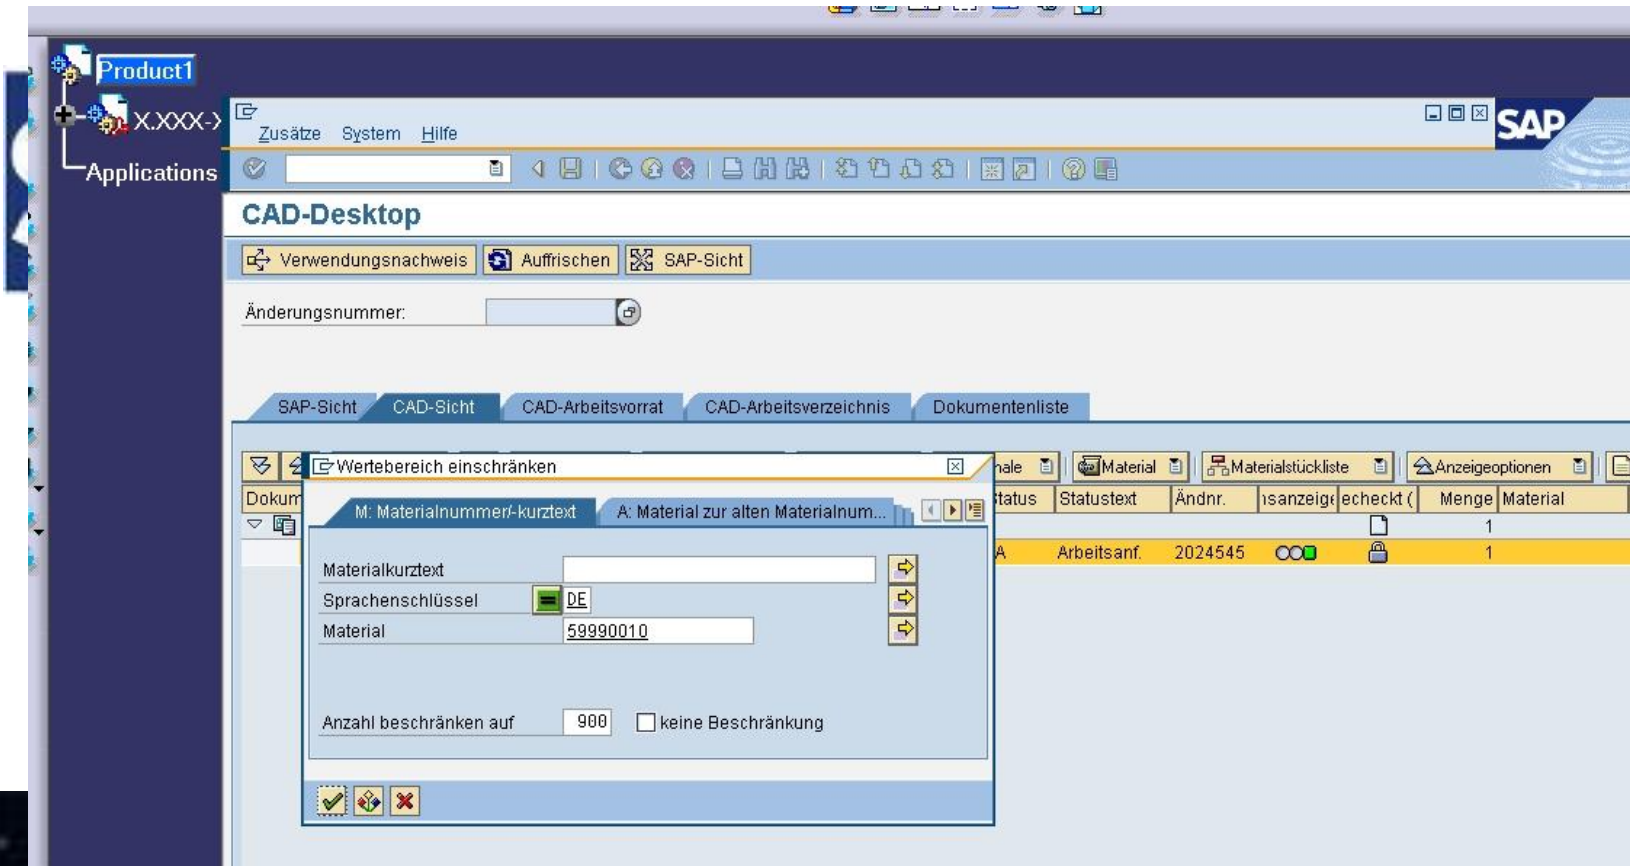 Product1
X.XXX-X
Applications
Zusätze System Hilfe
SAP
CAD-Desktop
Verwendungsnachweis Auffrischen SAP-Sicht
Änderungsnummer:
SAP-Sicht CAD-Sicht CAD-Arbeitsvorrat CAD-Arbeitsverzeichnis Dokumentenliste
Wertebereich einschränken
nale Material Materialstückliste Anzeigeoptionen
Dokum tatus Statustext Ändnr. nsanzeige echeckt ( Menge Material
M: Materialnummer/-kurztext A: Material zur alten Materialnum...
1
A Arbeitsanf. 2024545 1
Materialkurztext
Sprachenschlüssel = DE
Material 59990010
Anzahl beschränken auf 900 keine Beschränkung